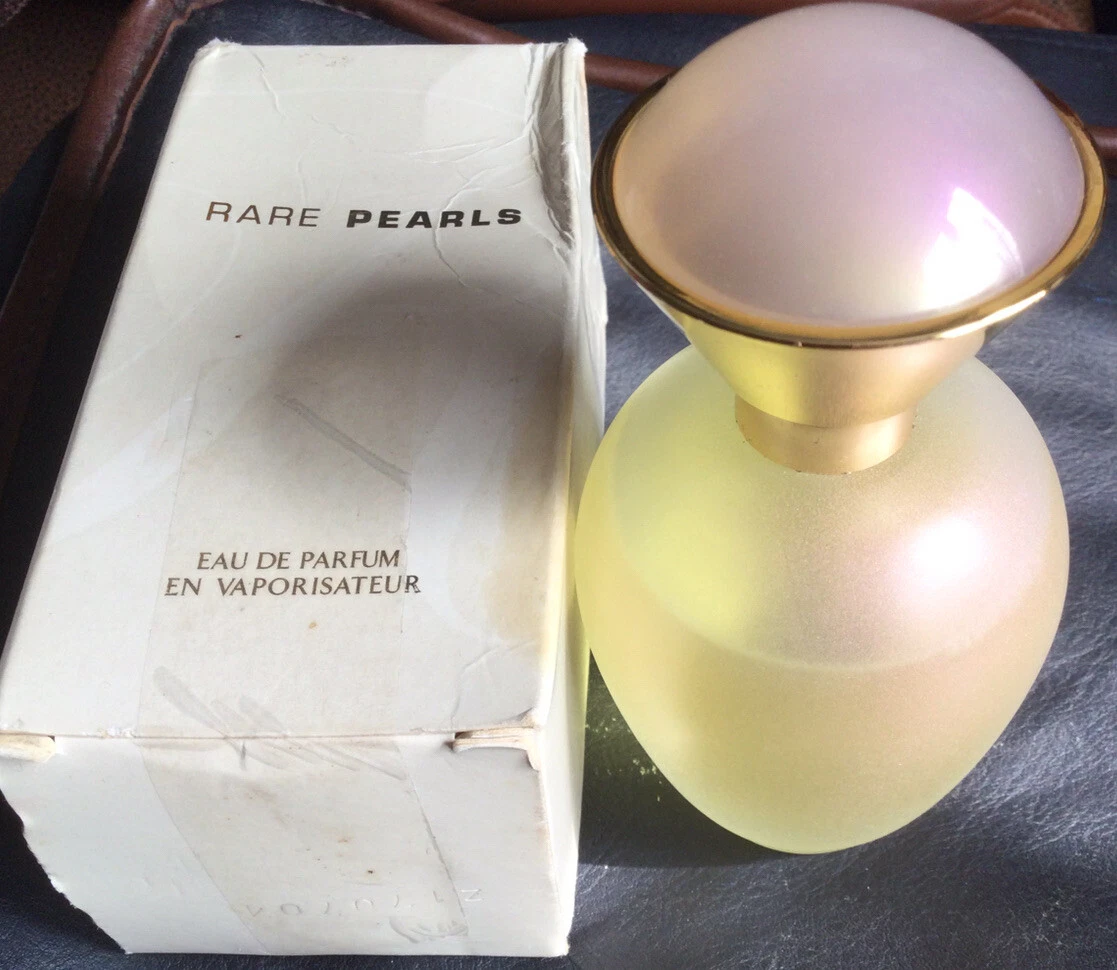 RARE PEARLS
EAU DE PARFUM
EN VAPORISATEUR